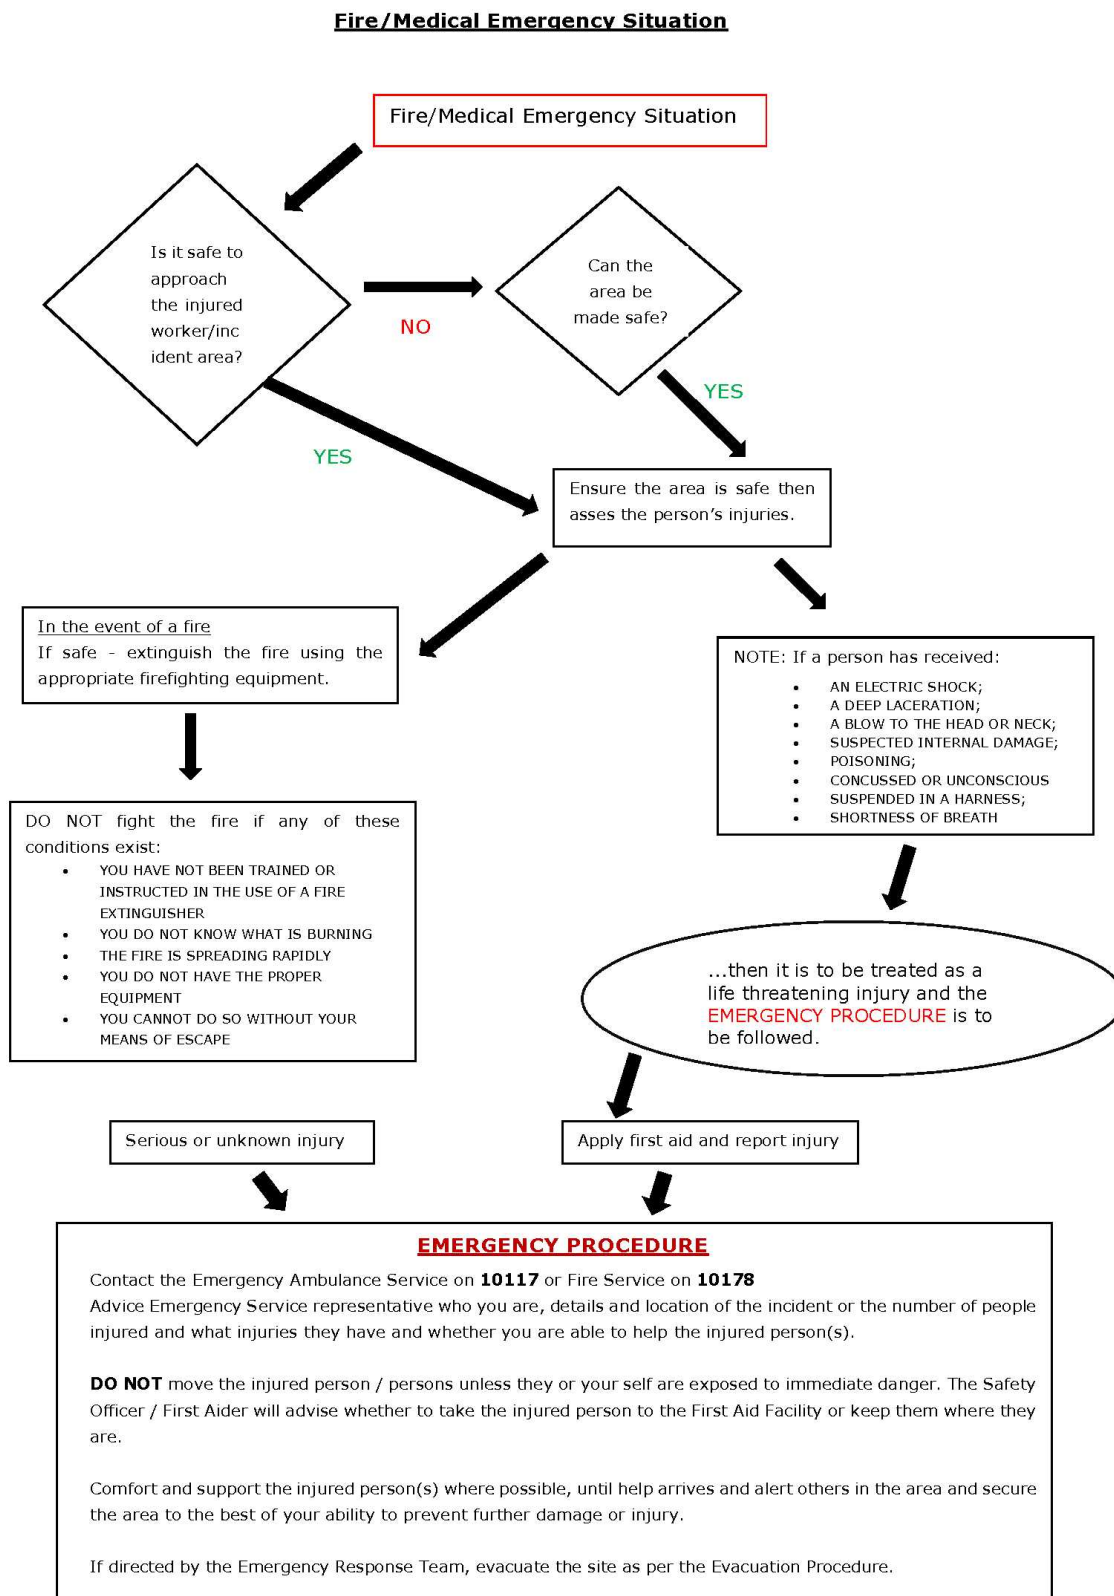 Fire/Medical Emergency Situation
Fire/Medical Emergency Situation
Is it safe to
approach
the injured
worker/inc
ident area?
NO
Can the
area be
made safe?
YES
YES
Ensure the area is safe then
asses the person's injuries.
In the event of a fire
If safe - extinguish the fire using the
appropriate firefighting equipment.
NOTE: If a person has received:
• AN ELECTRIC SHOCK;
• A DEEP LACERATION;
• A BLOW TO THE HEAD OR NECK;
• SUSPECTED INTERNAL DAMAGE;
• POISONING;
• CONCUSSED OR UNCONSCIOUS
• SUSPENDED IN A HARNESS;
• SHORTNESS OF BREATH
DO NOT fight the fire if any of these
conditions exist:
• YOU HAVE NOT BEEN TRAINED OR
INSTRUCTED IN THE USE OF A FIRE
EXTINGUISHER
• YOU DO NOT KNOW WHAT IS BURNING
• THE FIRE IS SPREADING RAPIDLY
• YOU DO NOT HAVE THE PROPER
EQUIPMENT
• YOU CANNOT DO SO WITHOUT YOUR
MEANS OF ESCAPE
...then it is to be treated as a
life threatening injury and the
EMERGENCY PROCEDURE is to
be followed.
Serious or unknown injury
Apply first aid and report injury
EMERGENCY PROCEDURE
Contact the Emergency Ambulance Service on 10117 or Fire Service on 10178
Advice Emergency Service representative who you are, details and location of the incident or the number of people
injured and what injuries they have and whether you are able to help the injured person(s).
DO NOT move the injured person / persons unless they or your self are exposed to immediate danger. The Safety
Officer / First Aider will advise whether to take the injured person to the First Aid Facility or keep them where they
are.
Comfort and support the injured person(s) where possible, until help arrives and alert others in the area and secure
the area to the best of your ability to prevent further damage or injury.
If directed by the Emergency Response Team, evacuate the site as per the Evacuation Procedure.